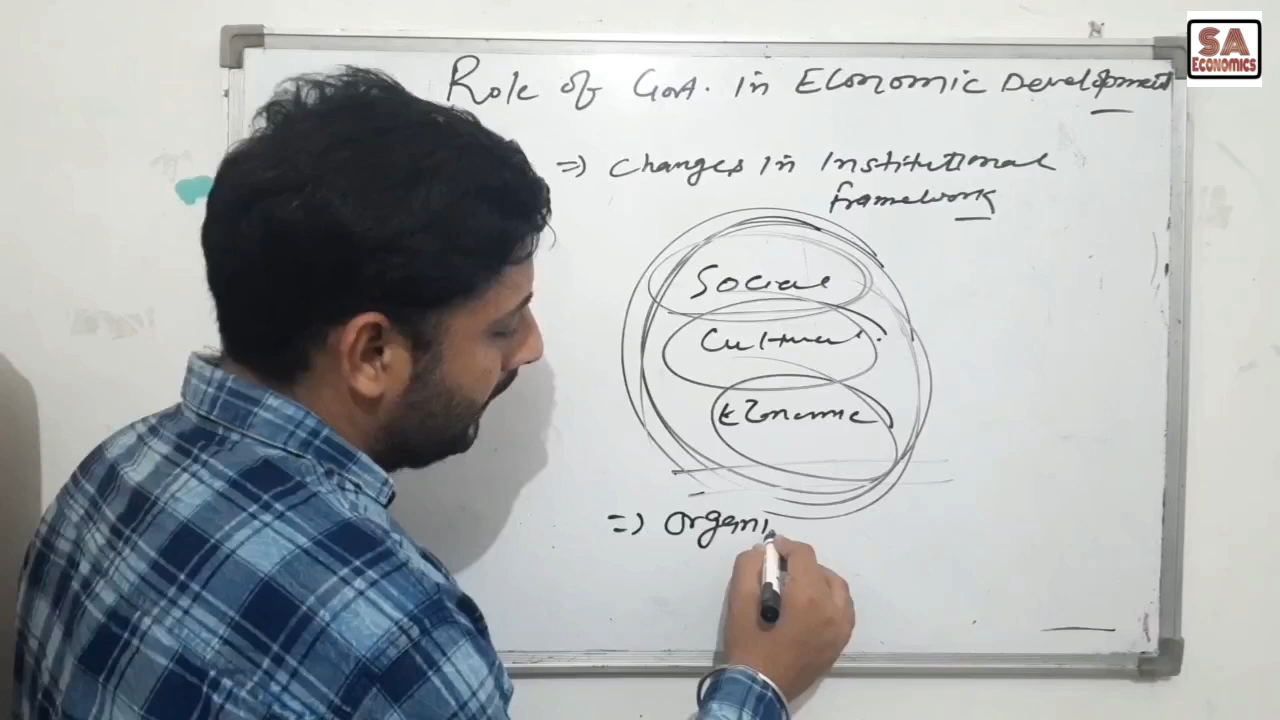 SA
ECONOMICS
Role of Govt. in Economic Development
=) Changes in Institutional
framework
Social
Cultural
Economic
=) Organi